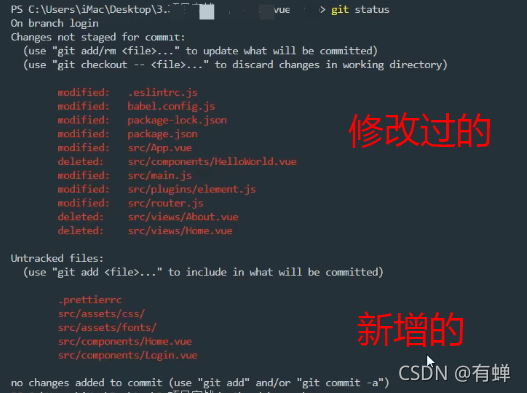 PS C:\Users\iMac\Desktop\3. vue > git status
On branch login
Changes not staged for commit:
(use "git add/rm <file>..." to update what will be committed)
(use "git checkout -- <file>..." to discard changes in working directory)
modified: .eslintrc.js
modified: babel.config.js
modified: package-lock.json
modified: package.json
modified: src/App.vue
deleted: src/components/HelloWorld.vue
modified: src/main.js
modified: src/plugins/element.js
modified: src/router.js
deleted: src/views/About.vue
deleted: src/views/Home.vue
修改过的
Untracked files:
(use "git add <file>..." to include in what will be committed)
.prettierrc
src/assets/css/
src/assets/fonts/
src/components/Home.vue
src/components/Login.vue
新增的
no changes added to commit (use "git add" and/or "git commit -a")
CSDN @有蝉